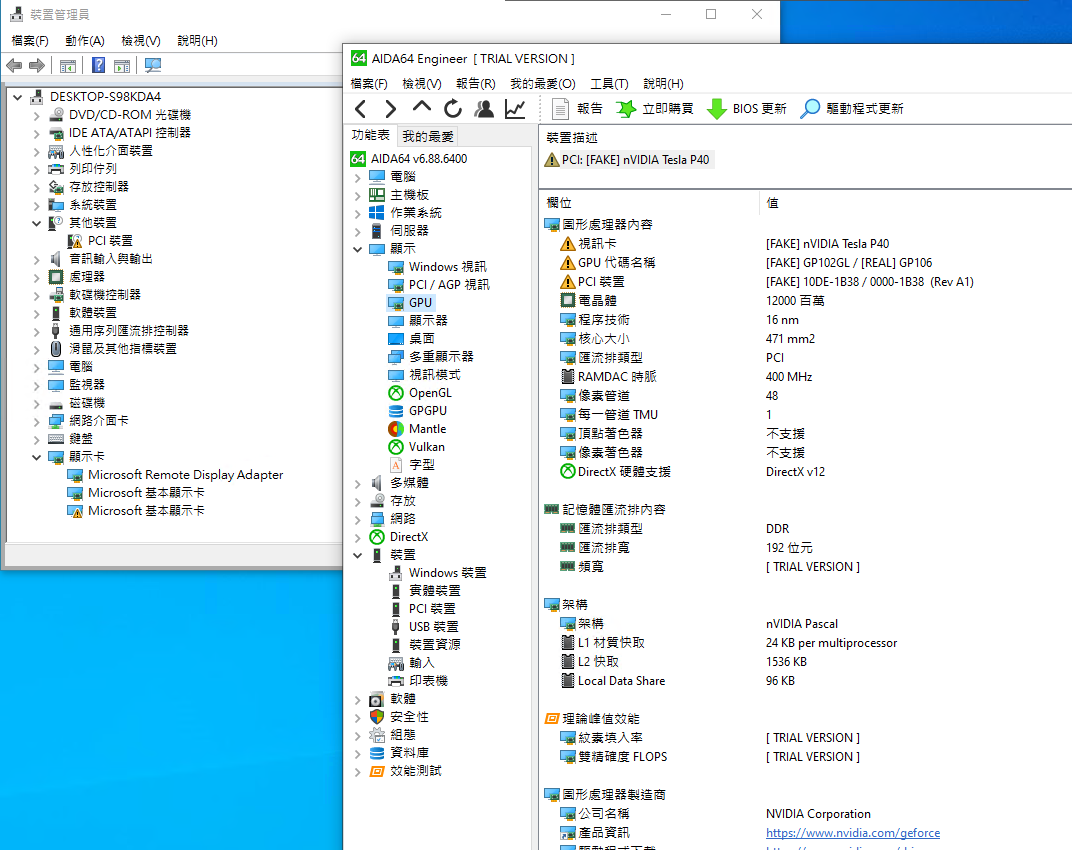 裝置管理員
檔案(F) 動作(A) 檢視(V) 說明(H)
DESKTOP-S98KDA4
DVD/CD-ROM 光碟機
IDE ATA/ATAPI 控制器
人性化介面裝置
列印佇列
存放控制器
系統裝置
其他裝置
PCI 裝置
音訊輸入與輸出
處理器
軟碟機控制器
軟體裝置
通用序列匯流排控制器
滑鼠及其他指標裝置
電腦
監視器
磁碟機
網路介面卡
鍵盤
顯示卡
Microsoft Remote Display Adapter
Microsoft 基本顯示卡
Microsoft 基本顯示卡
64 AIDA64 Engineer [ TRIAL VERSION ]
檔案(F) 檢視(V) 報告(R) 我的最愛(O) 工具(T) 說明(H)
報告 立即購買 BIOS 更新 驅動程式更新
功能表 我的最愛
64 AIDA64 v6.88.6400
電腦
主機板
作業系統
伺服器
顯示
Windows 視訊
PCI / AGP 視訊
GPU
顯示器
桌面
多重顯示器
視訊模式
OpenGL
GPGPU
Mantle
Vulkan
字型
多媒體
存放
網路
DirectX
裝置
Windows 裝置
實體裝置
PCI 裝置
USB 裝置
裝置資源
輸入
印表機
軟體
安全性
組態
資料庫
效能測試
裝置描述
PCI: [FAKE] nVIDIA Tesla P40
欄位 值
圖形處理器內容
視訊卡 [FAKE] nVIDIA Tesla P40
GPU 代碼名稱 [FAKE] GP102GL / [REAL] GP106
PCI 裝置 [FAKE] 10DE-1B38 / 0000-1B38 (Rev A1)
電晶體 12000 百萬
程序技術 16 nm
核心大小 471 mm2
匯流排類型 PCI
RAMDAC 時脈 400 MHz
像素管道 48
每一管道 TMU 1
頂點著色器 不支援
像素著色器 不支援
DirectX 硬體支援 DirectX v12
記憶體匯流排內容
匯流排類型 DDR
匯流排寬 192 位元
頻寬 [ TRIAL VERSION ]
架構
架構 nVIDIA Pascal
L1 材質快取 24 KB per multiprocessor
L2 快取 1536 KB
Local Data Share 96 KB
理論峰值效能
紋素填入率 [ TRIAL VERSION ]
雙精確度 FLOPS [ TRIAL VERSION ]
圖形處理器製造商
公司名稱 NVIDIA Corporation
產品資訊 https://www.nvidia.com/geforce